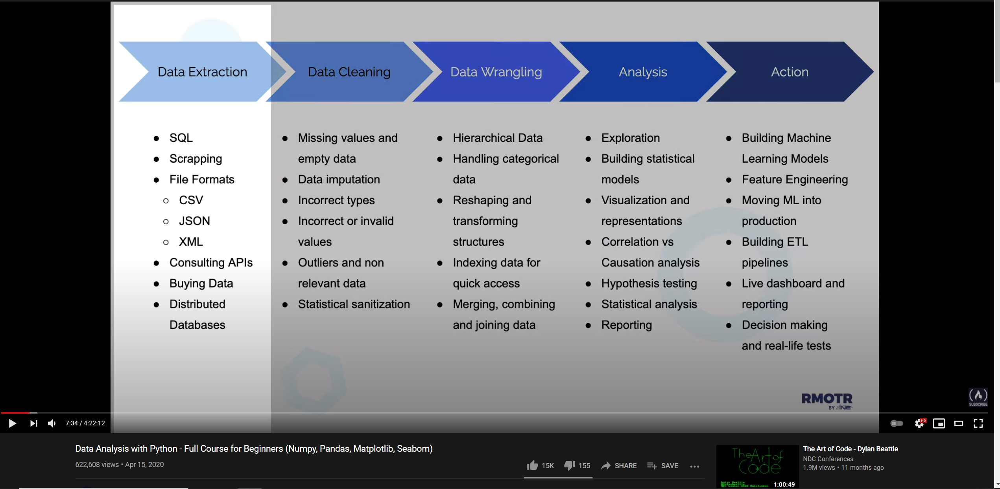 Data Extraction
Data Cleaning
Data Wrangling
Analysis
Action
● SQL
● Scrapping
● File Formats
○ CSV
○ JSON
○ XML
● Consulting APIs
● Buying Data
● Distributed
Databases
● Missing values and
empty data
● Data imputation
● Incorrect types
● Incorrect or invalid
values
● Outliers and non
relevant data
● Statistical sanitization
● Hierarchical Data
● Handling categorical
data
● Reshaping and
transforming
structures
● Indexing data for
quick access
● Merging, combining
and joining data
● Exploration
● Building statistical
models
● Visualization and
representations
● Correlation vs
Causation analysis
● Hypothesis testing
● Statistical analysis
● Reporting
● Building Machine
Learning Models
● Feature Engineering
● Moving ML into
production
● Building ETL
pipelines
● Live dashboard and
reporting
● Decision making
and real-life tests
RMOTR
BY INE
SUBSCRIBE
7:34 / 4:22:12
HD
Data Analysis with Python - Full Course for Beginners (Numpy, Pandas, Matplotlib, Seaborn)
622,608 views • Apr 15, 2020
15K
155
SHARE
SAVE
The Art of
Code
Dylan Beattie
NDC London 2020 @dylanbeattie
1:00:49
The Art of Code - Dylan Beattie
NDC Conferences
1.9M views • 11 months ago